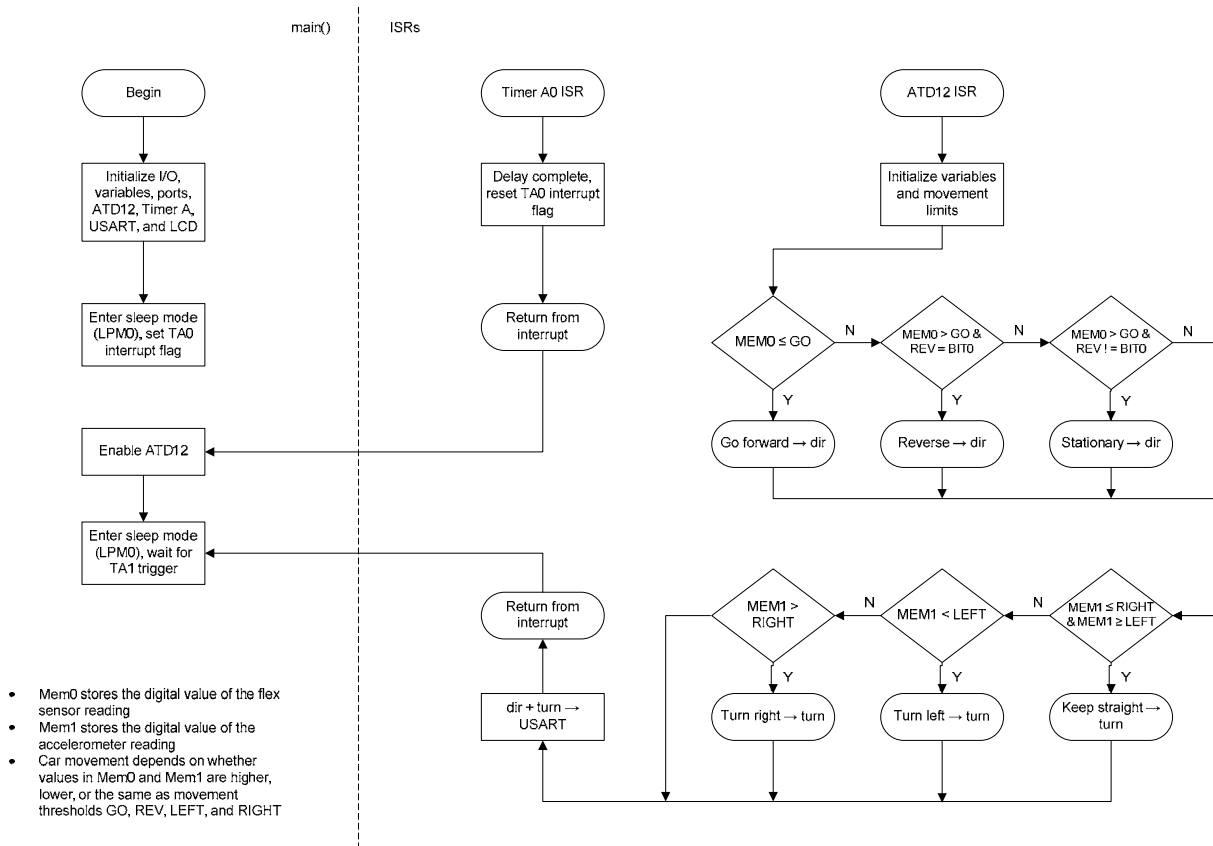 main()
ISRs
Begin
Timer A0 ISR
ATD12 ISR
Initialize I/O,
variables, ports,
ATD12, Timer A,
USART, and LCD
Delay complete,
reset TA0 interrupt
flag
Initialize variables
and movement
limits
Enter sleep mode
(LPM0), set TA0
interrupt flag
Return from
interrupt
MEM0 ≤ GO
N
MEM0 > GO &
REV = BIT0
N
MEM0 > GO &
REV ! = BIT0
N
Y
Y
Y
Enable ATD12
Go forward → dir
Reverse → dir
Stationary → dir
Enter sleep mode
(LPM0), wait for
TA1 trigger
Return from
interrupt
MEM1 >
RIGHT
N
MEM1 < LEFT
N
MEM1 ≤ RIGHT
& MEM1 ≥ LEFT
Y
Y
Y
dir + turn →
USART
Turn right → turn
Turn left → turn
Keep straight →
turn
• Mem0 stores the digital value of the flex
sensor reading
• Mem1 stores the digital value of the
accelerometer reading
• Car movement depends on whether
values in Mem0 and Mem1 are higher,
lower, or the same as movement
thresholds GO, REV, LEFT, and RIGHT